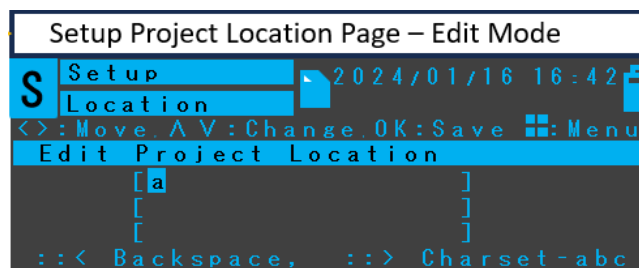 Setup Project Location Page – Edit Mode
S Setup 2024/01/16 16:42
Location
<>:Move.ΛV:Change.OK:Save :Menu
Edit Project Location
[a ]
[ ]
[ ]
::< Backspace, ::> Charset-abc